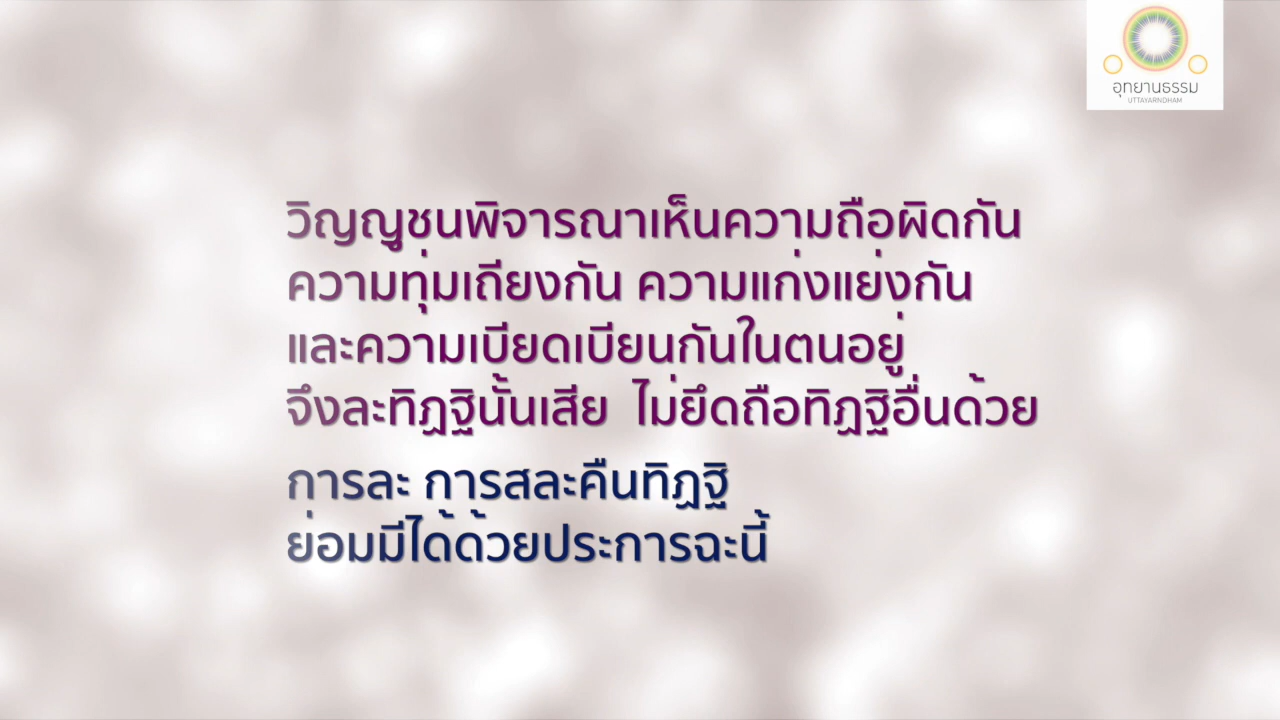 อุทยานธรรม
UTTAYARNDHAM
วิญญูชนพิจารณาเห็นความถือผิดกัน
ความทุ่มเถียงกัน ความแก่งแย่งกัน
และความเบียดเบียนกันในตนอยู่
จึงละทิฏฐินั้นเสีย ไม่ยึดถือทิฏฐิอื่นด้วย
การละ การสละคืนทิฏฐิ
ย่อมมีได้ด้วยประการฉะนี้